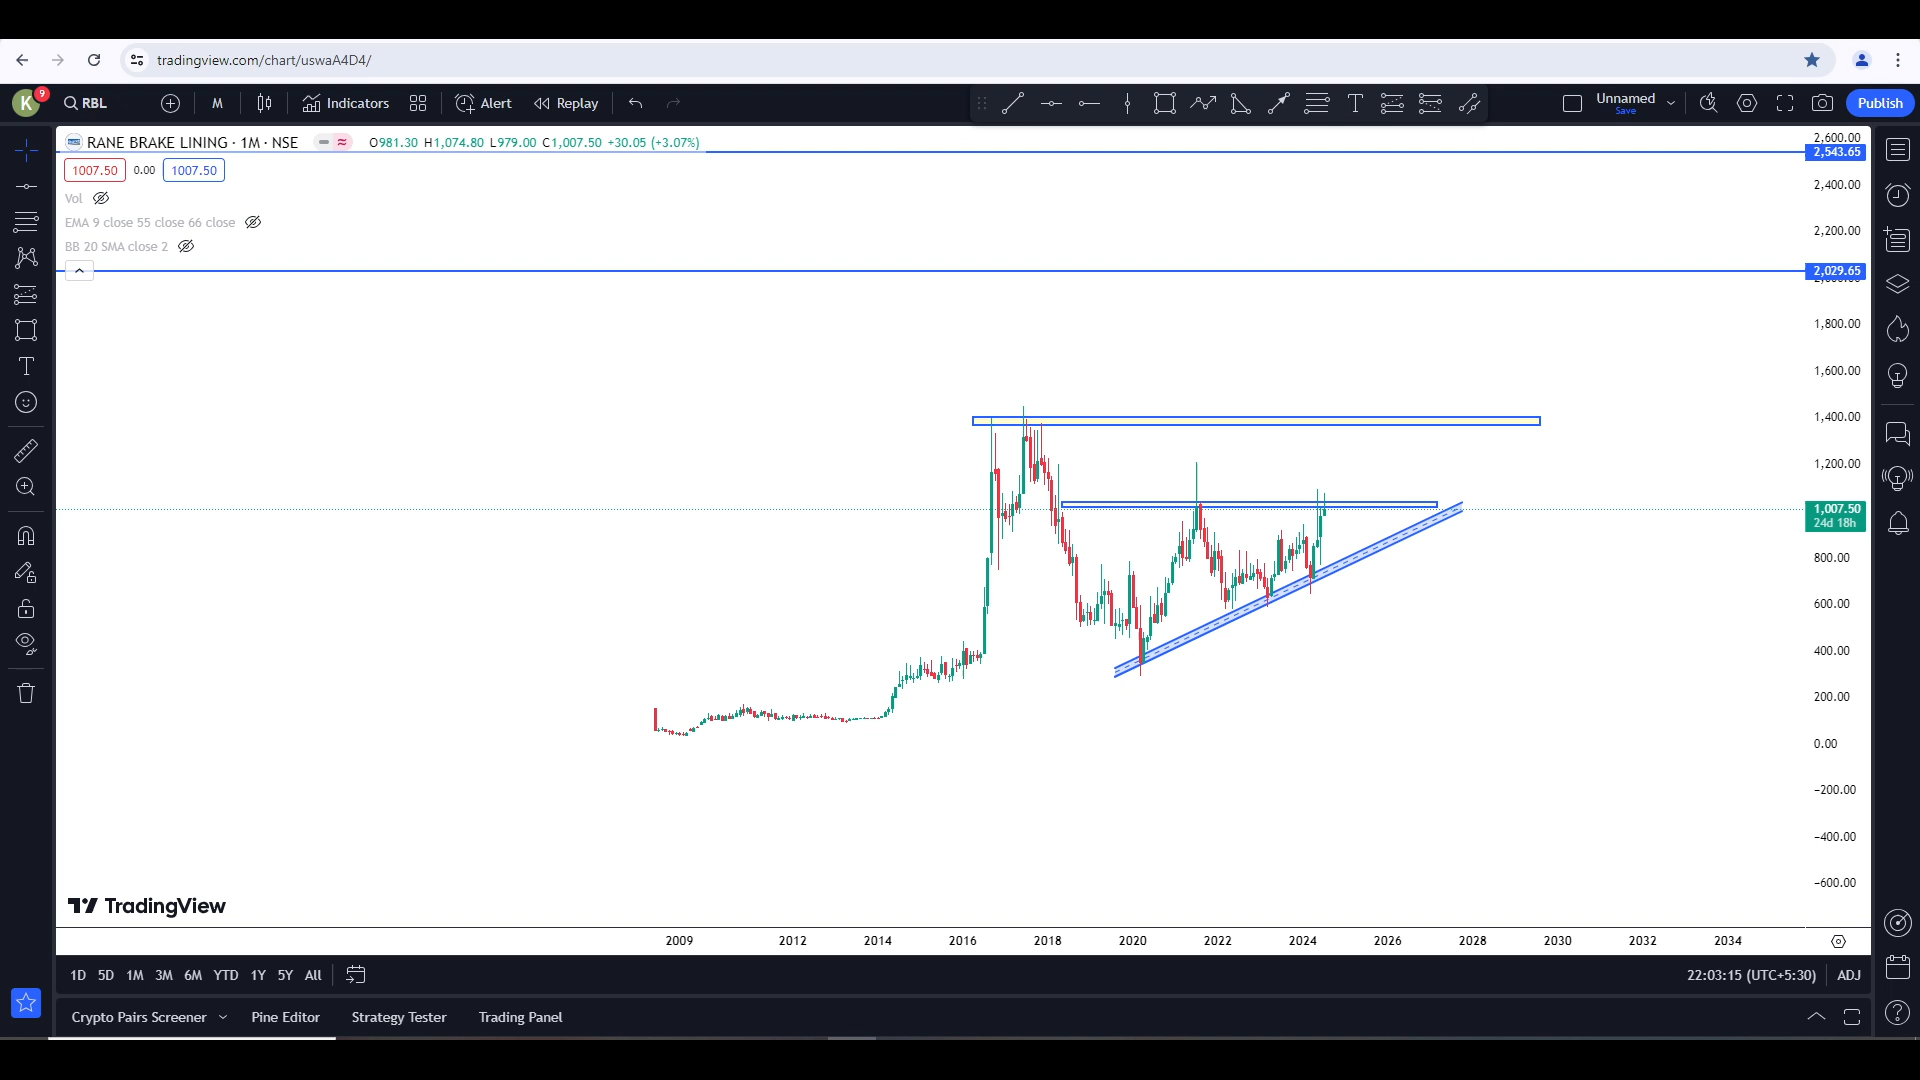 tradingview.com/chart/uswaA4D4/
K 9 RBL M Indicators Alert Replay T Unnamed Save Publish
RANE BRAKE LINING · 1M · NSE O981.30 H1,074.80 L979.00 C1,007.50 +30.05 (+3.07%)
1007.50 0.00 1007.50
Vol
EMA 9 close 55 close 66 close
BB 20 SMA close 2
2,600.00
2,543.65
2,400.00
2,200.00
2,029.65
2,000.00
1,800.00
1,600.00
1,400.00
1,200.00
1,007.50
24d 18h
800.00
600.00
400.00
200.00
0.00
−200.00
−400.00
−600.00
TradingView
2009 2012 2014 2016 2018 2020 2022 2024 2026 2028 2030 2032 2034
1D 5D 1M 3M 6M YTD 1Y 5Y All 22:03:15 (UTC+5:30) ADJ
Crypto Pairs Screener Pine Editor Strategy Tester Trading Panel